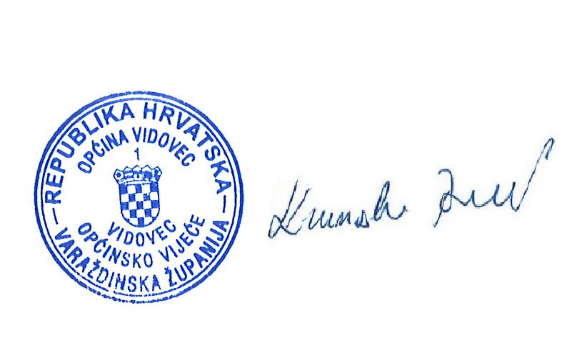 – REPUBLIKA HRVATSKA –
VARAŽDINSKA ŽUPANIJA
OPĆINA VIDOVEC
1
VIDOVEC
OPĆINSKO VIJEĆE